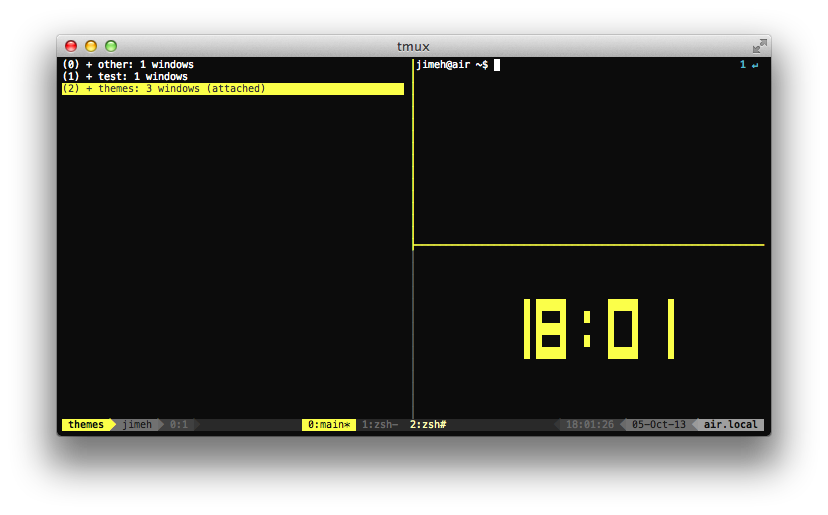 tmux
(0) + other: 1 windows
(1) + test: 1 windows
(2) + themes: 3 windows (attached)
jimeh@air ~$ 1 ↵
18:01
themes jimeh 0:1 0:main* 1:zsh- 2:zsh# 18:01:26 05-Oct-13 air.local